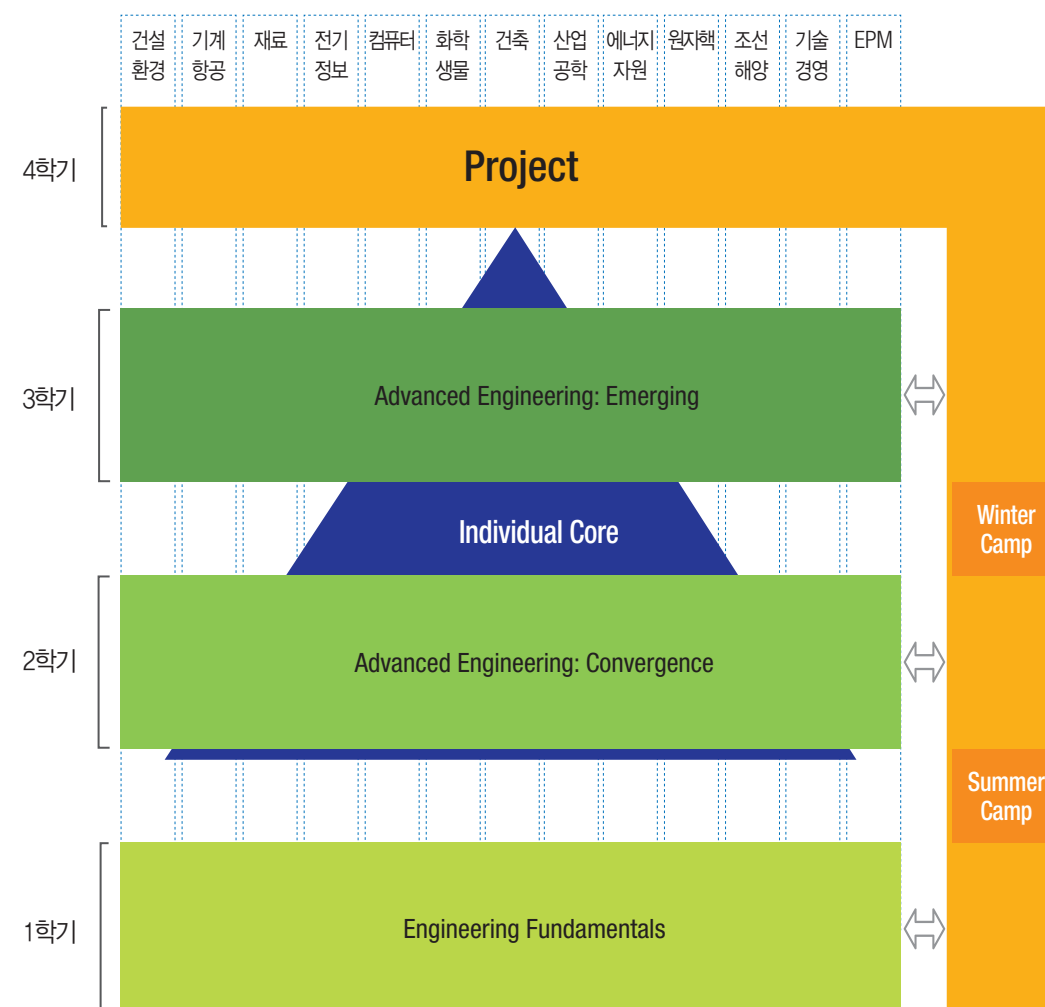 건설 기계 재료 전기 컴퓨터 화학 건축 산업 에너지 원자핵 조선 기술 EPM
환경 항공 정보 생물 공학 자원 해양 경영
4학기
Project
3학기
Advanced Engineering: Emerging
Individual Core
Winter
Camp
2학기
Advanced Engineering: Convergence
Summer
Camp
1학기
Engineering Fundamentals